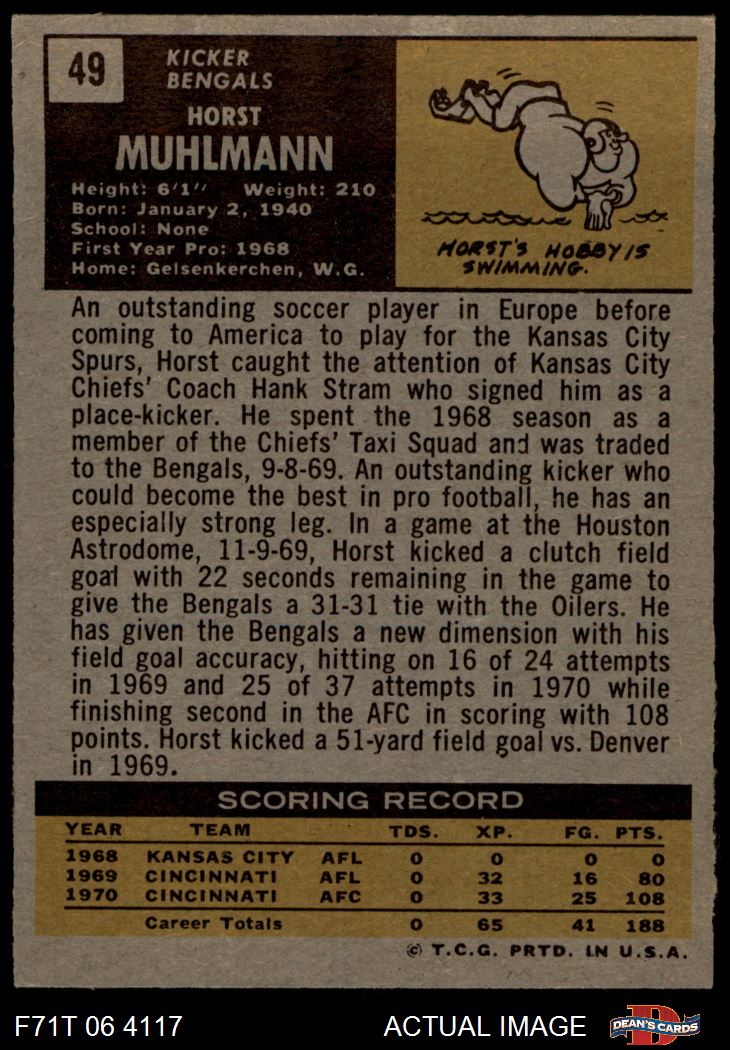 49
KICKER
BENGALS
HORST
MUHLMANN
Height: 6'1'' Weight: 210
Born: January 2, 1940
School: None
First Year Pro: 1968
Home: Gelsenkerchen, W.G.
HORST'S HOBBY IS
SWIMMING.
An outstanding soccer player in Europe before
coming to America to play for the Kansas City
Spurs, Horst caught the attention of Kansas City
Chiefs' Coach Hank Stram who signed him as a
place-kicker. He spent the 1968 season as a
member of the Chiefs' Taxi Squad and was traded
to the Bengals, 9-8-69. An outstanding kicker who
could become the best in pro football, he has an
especially strong leg. In a game at the Houston
Astrodome, 11-9-69, Horst kicked a clutch field
goal with 22 seconds remaining in the game to
give the Bengals a 31-31 tie with the Oilers. He
has given the Bengals a new dimension with his
field goal accuracy, hitting on 16 of 24 attempts
in 1969 and 25 of 37 attempts in 1970 while
finishing second in the AFC in scoring with 108
points. Horst kicked a 51-yard field goal vs. Denver
in 1969.
SCORING RECORD
YEAR TEAM TDS. XP. FG. PTS.
1968 KANSAS CITY AFL 0 0 0 0
1969 CINCINNATI AFL 0 32 16 80
1970 CINCINNATI AFC 0 33 25 108
Career Totals 0 65 41 188
© T.C.G. PRTD. IN U.S.A.
F71T 06 4117 ACTUAL IMAGE D DEAN'S CARDS